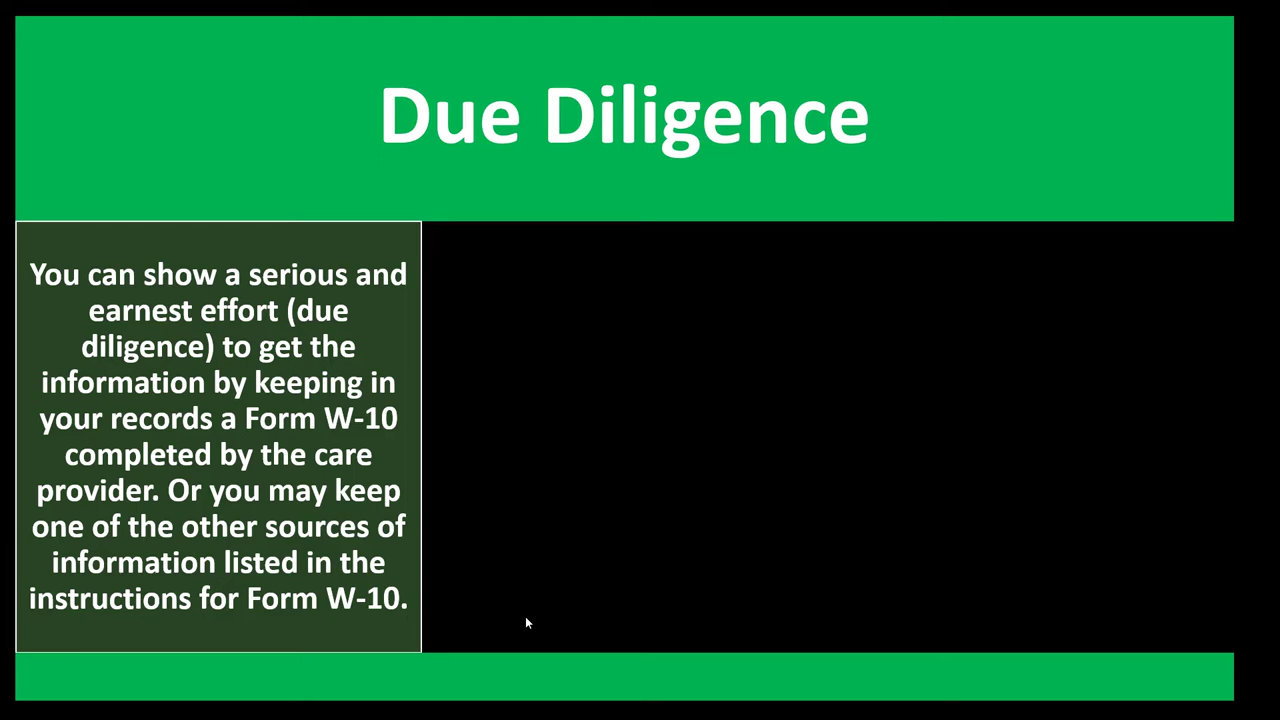 Due Diligence
You can show a serious and
earnest effort (due
diligence) to get the
information by keeping in
your records a Form W-10
completed by the care
provider. Or you may keep
one of the other sources of
information listed in the
instructions for Form W-10.